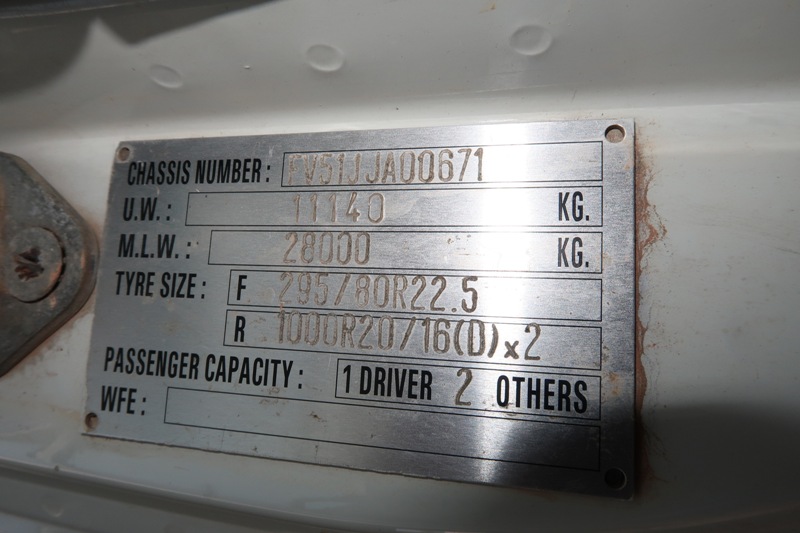 CHASSIS NUMBER: FV51JJA00671
U.W.: 11140 KG.
M.L.W.: 28000 KG.
TYRE SIZE: F 295/80R22.5
R 1000R20/16(D)x2
PASSENGER CAPACITY: 1 DRIVER 2 OTHERS
WFE: